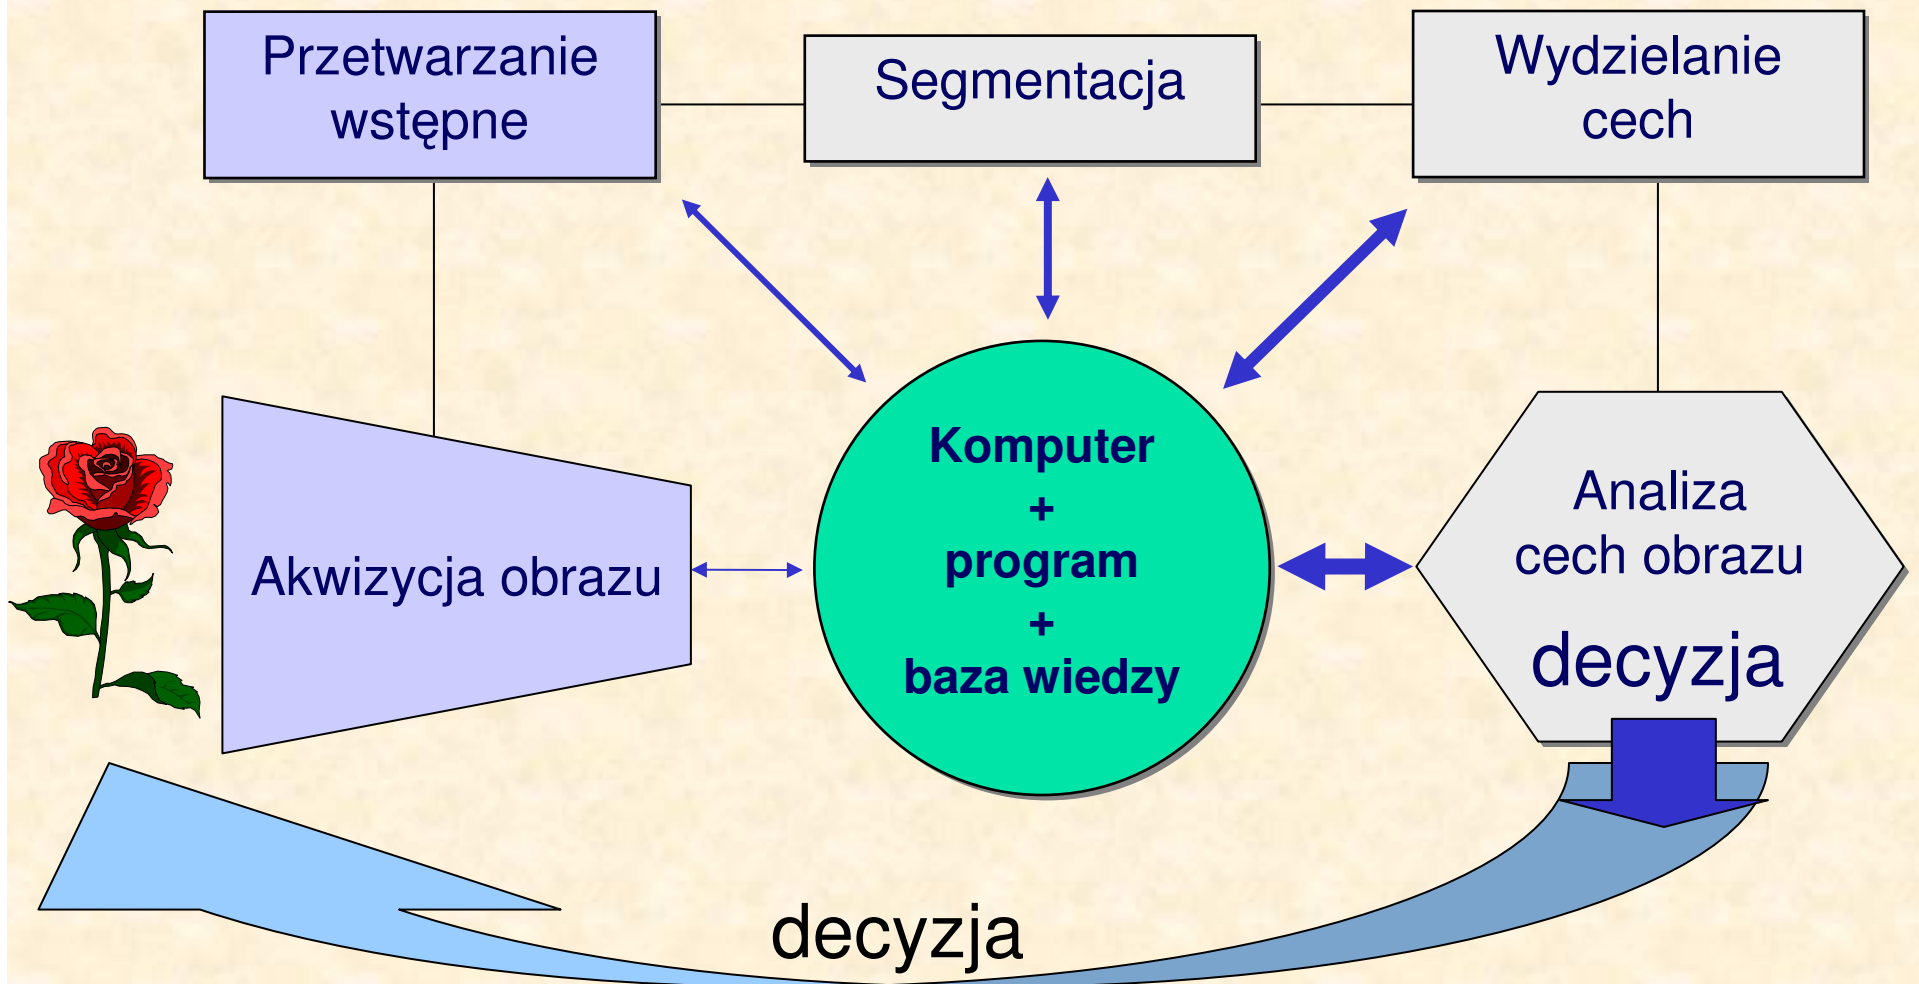 Przetwarzanie
wstępne
Segmentacja
Wydzielanie
cech
Akwizycja obrazu
Komputer
+
program
+
baza wiedzy
Analiza
cech obrazu
decyzja
decyzja